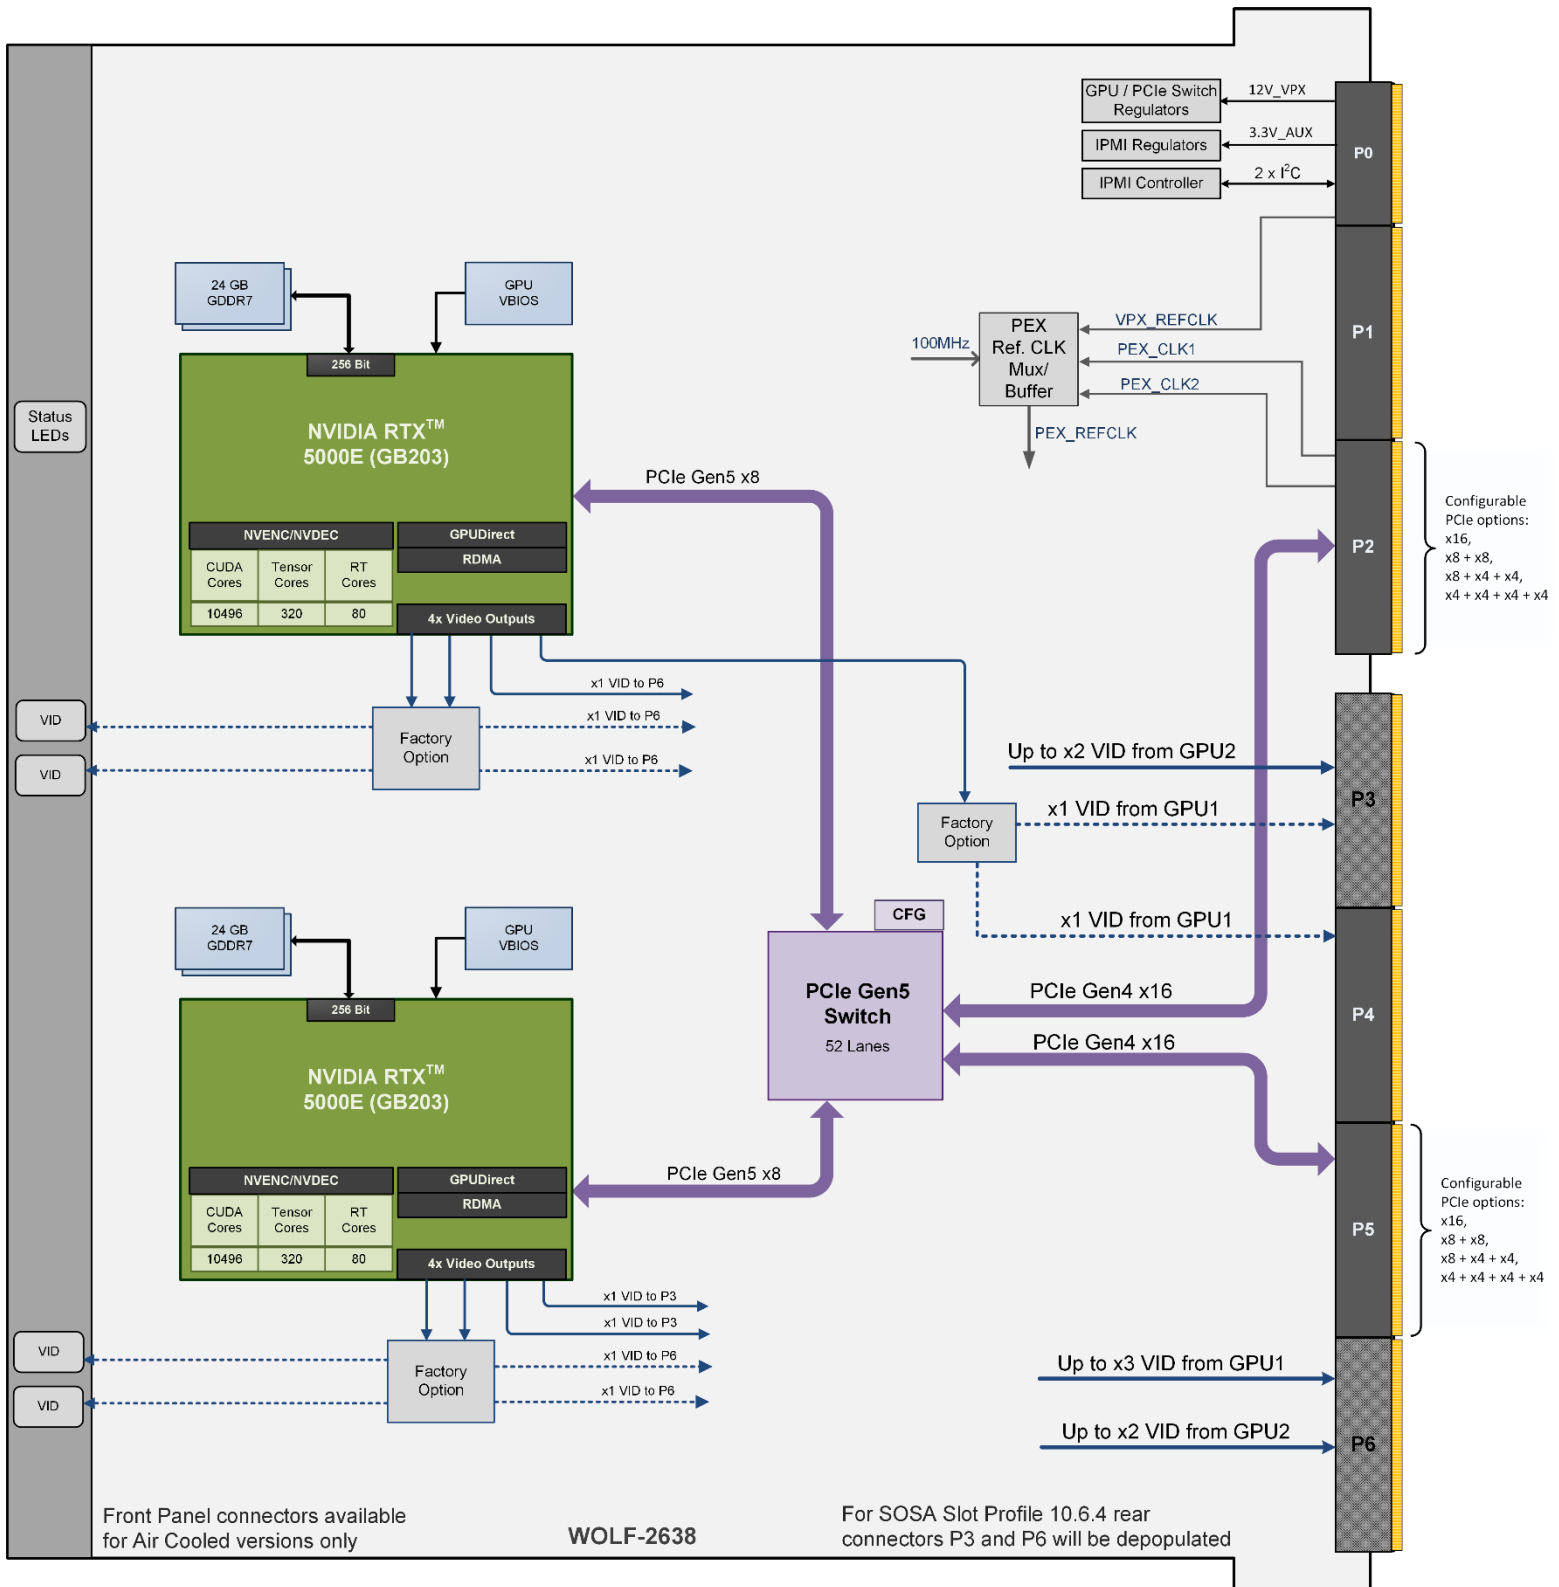 GPU / PCIe Switch
Regulators
12V_VPX
IPMI Regulators
3.3V_AUX
IPMI Controller
2 x I²C
P0
24 GB
GDDR7
GPU
VBIOS
256 Bit
NVIDIA RTX™
5000E (GB203)
NVENC/NVDEC
CUDA
Cores
Tensor
Cores
RT
Cores
10496
320
80
GPUDirect
RDMA
4x Video Outputs
Status
LEDs
100MHz
PEX
Ref. CLK
Mux/
Buffer
VPX_REFCLK
PEX_CLK1
PEX_CLK2
PEX_REFCLK
P1
PCIe Gen5 x8
P2
Configurable
PCIe options:
x16,
x8 + x8,
x8 + x4 + x4,
x4 + x4 + x4 + x4
VID
VID
Factory
Option
x1 VID to P6
x1 VID to P6
x1 VID to P6
Up to x2 VID from GPU2
x1 VID from GPU1
Factory
Option
P3
x1 VID from GPU1
24 GB
GDDR7
GPU
VBIOS
256 Bit
NVIDIA RTX™
5000E (GB203)
NVENC/NVDEC
CUDA
Cores
Tensor
Cores
RT
Cores
10496
320
80
GPUDirect
RDMA
4x Video Outputs
CFG
PCIe Gen5
Switch
52 Lanes
PCIe Gen4 x16
PCIe Gen4 x16
P4
PCIe Gen5 x8
P5
Configurable
PCIe options:
x16,
x8 + x8,
x8 + x4 + x4,
x4 + x4 + x4 + x4
x1 VID to P3
x1 VID to P3
x1 VID to P6
x1 VID to P6
VID
VID
Factory
Option
Up to x3 VID from GPU1
Up to x2 VID from GPU2
P6
Front Panel connectors available
for Air Cooled versions only
WOLF-2638
For SOSA Slot Profile 10.6.4 rear
connectors P3 and P6 will be depopulated